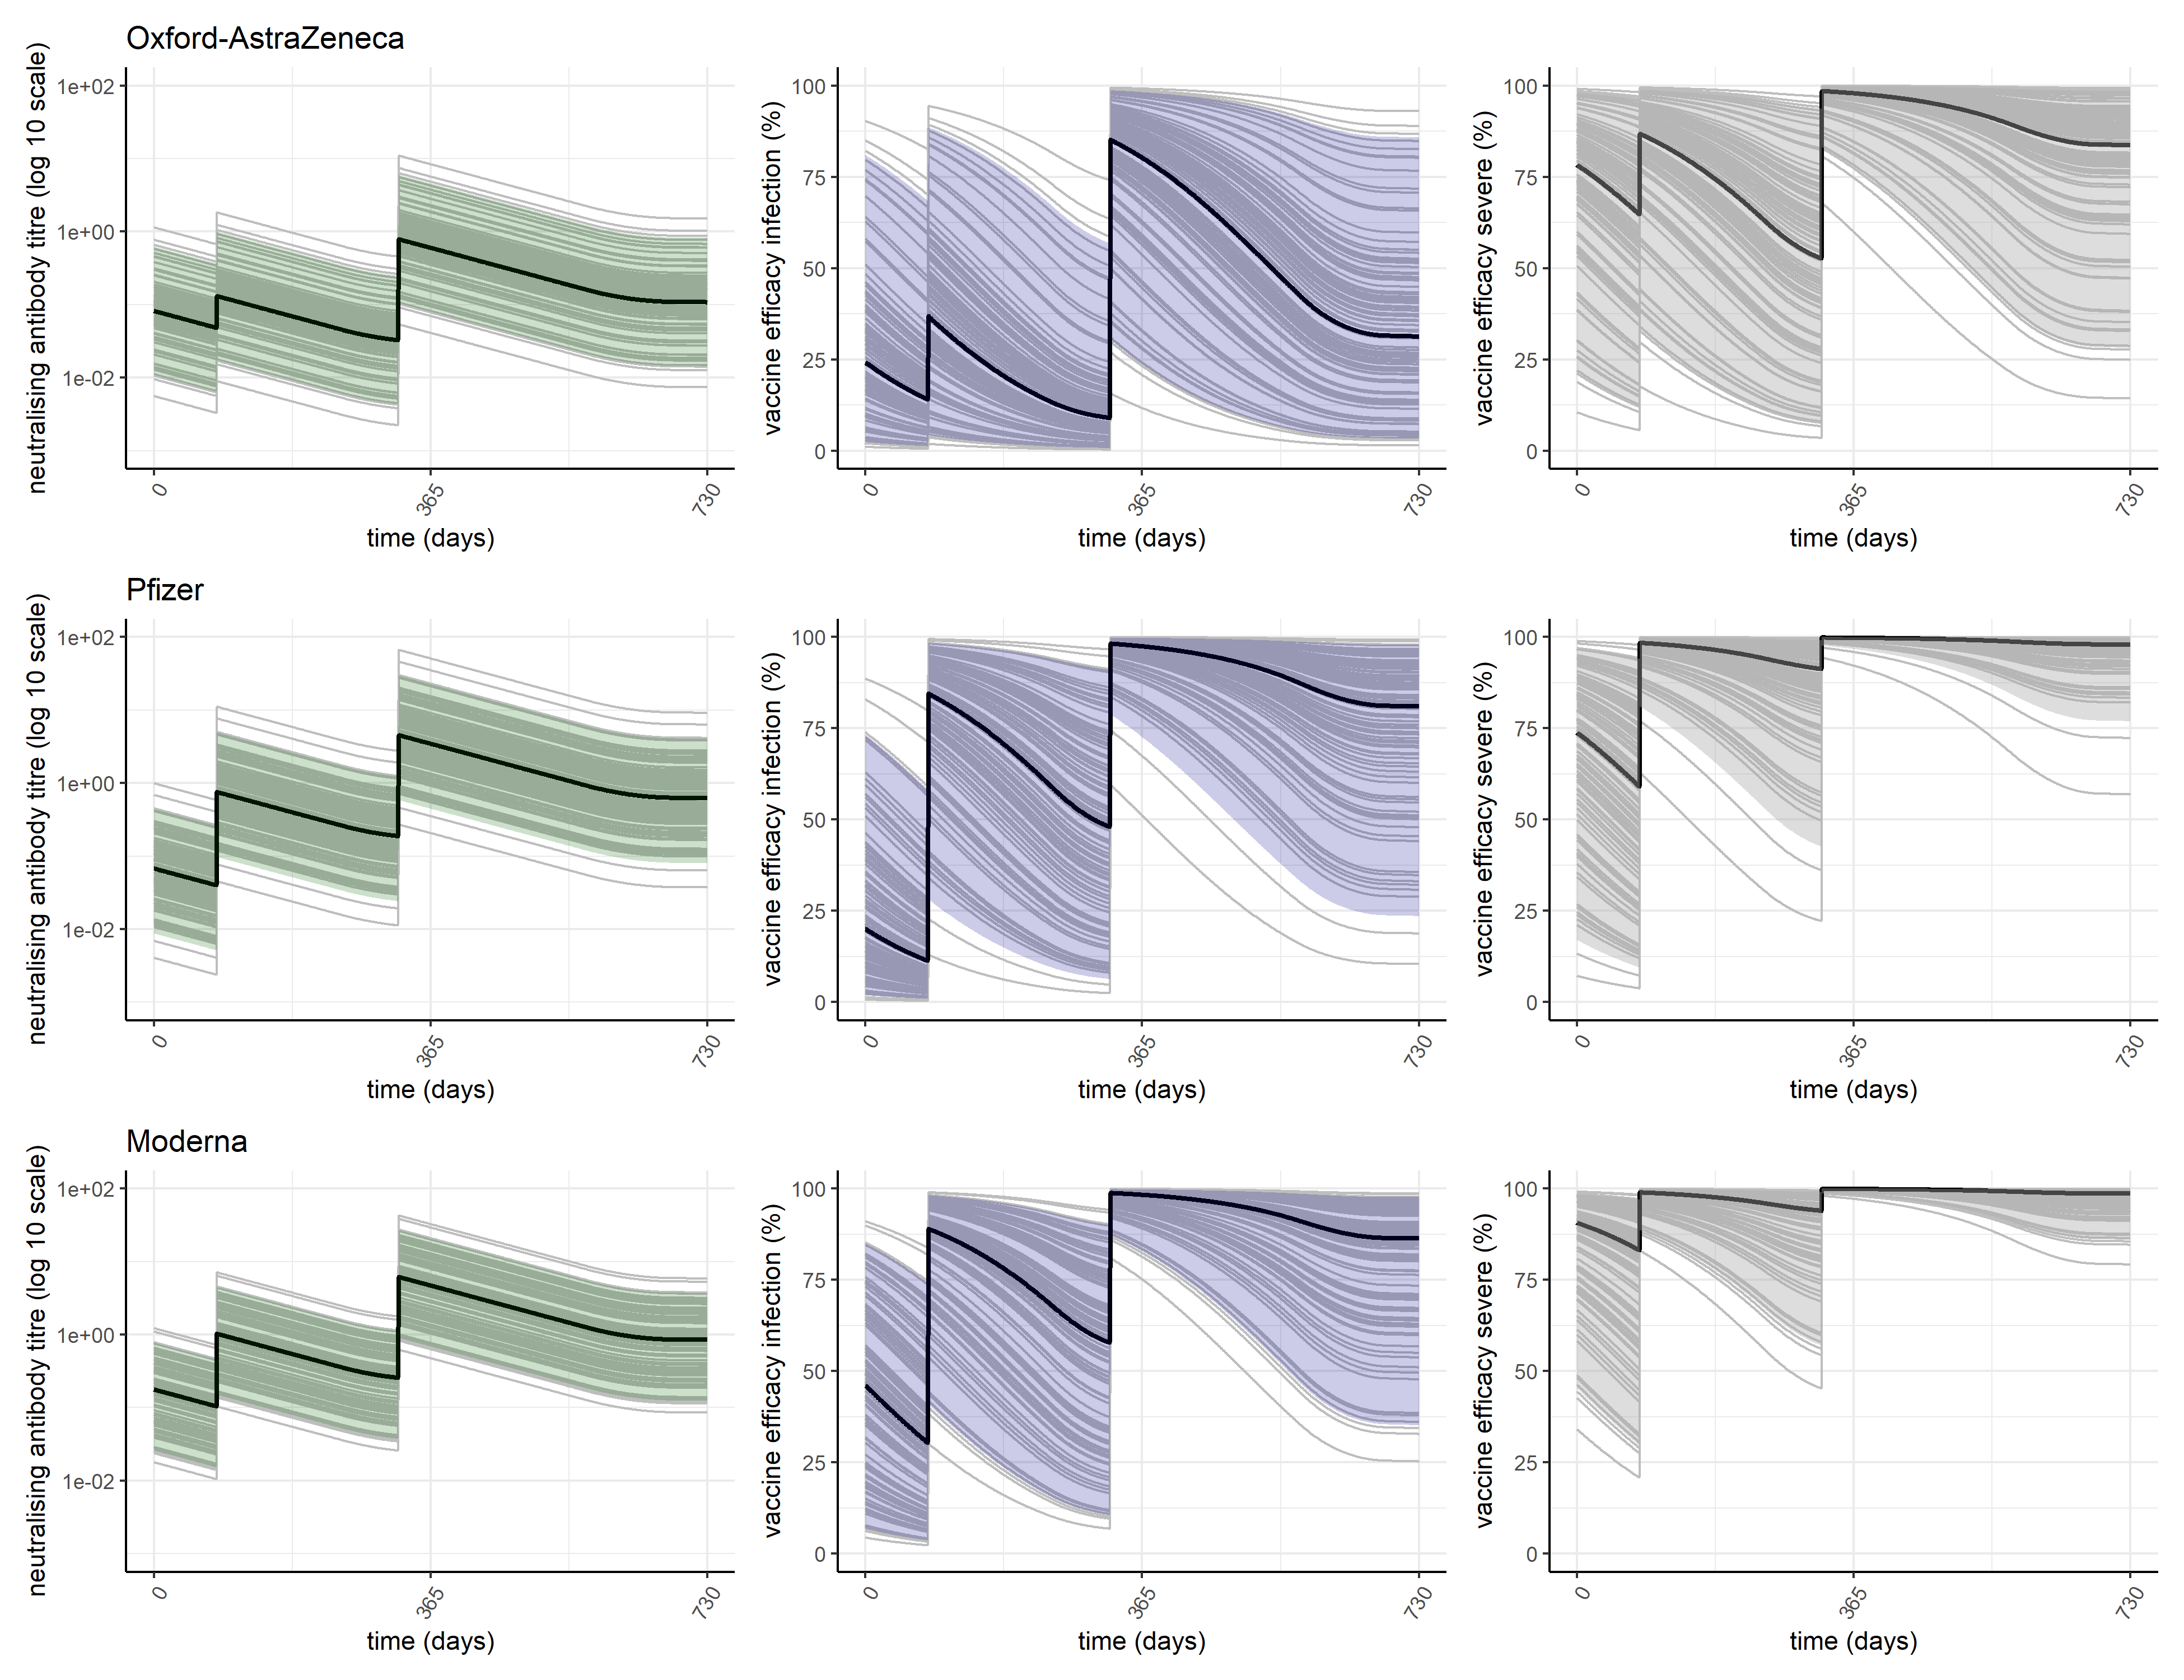 Oxford-AstraZeneca
neutralising antibody titre (log 10 scale)
1e+02
1e+00
1e-02
0
365
730
time (days)
vaccine efficacy infection (%)
100
75
50
25
0
0
365
730
time (days)
vaccine efficacy severe (%)
100
75
50
25
0
0
365
730
time (days)
Pfizer
neutralising antibody titre (log 10 scale)
1e+02
1e+00
1e-02
0
365
730
time (days)
vaccine efficacy infection (%)
100
75
50
25
0
0
365
730
time (days)
vaccine efficacy severe (%)
100
75
50
25
0
0
365
730
time (days)
Moderna
neutralising antibody titre (log 10 scale)
1e+02
1e+00
1e-02
0
365
730
time (days)
vaccine efficacy infection (%)
100
75
50
25
0
0
365
730
time (days)
vaccine efficacy severe (%)
100
75
50
25
0
0
365
730
time (days)